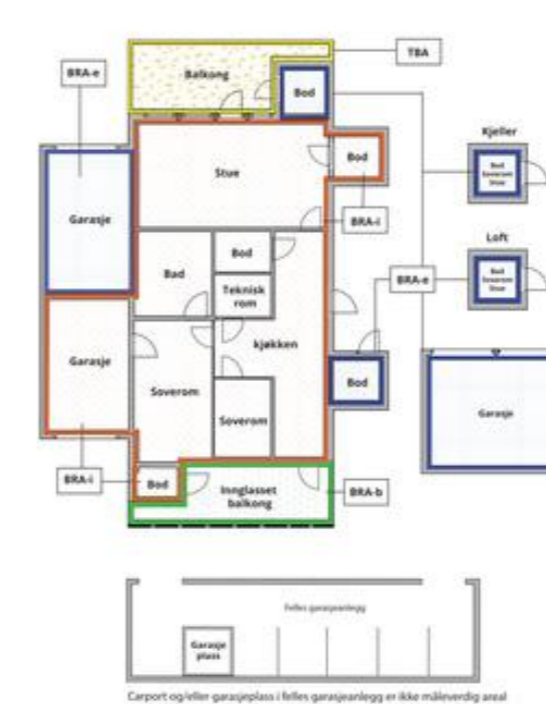 TBA
Balkong
BRA-e
Bod
Kjeller
Bod
Soverom
Stue
Bod
Stue
Garasje
BRA-i
Loft
Bod
Bad
Teknisk
rom
BRA-e
Bod
Soverom
Stue
kjøkken
Garasje
Bod
Soverom
Soverom
Garasje
BRA-i
Bod
Innglasset
balkong
BRA-b
Felles garasjeanlegg
Garasje
plass
Carport og/eller garasjeplass i felles garasjeanlegg er ikke måleverdig areal